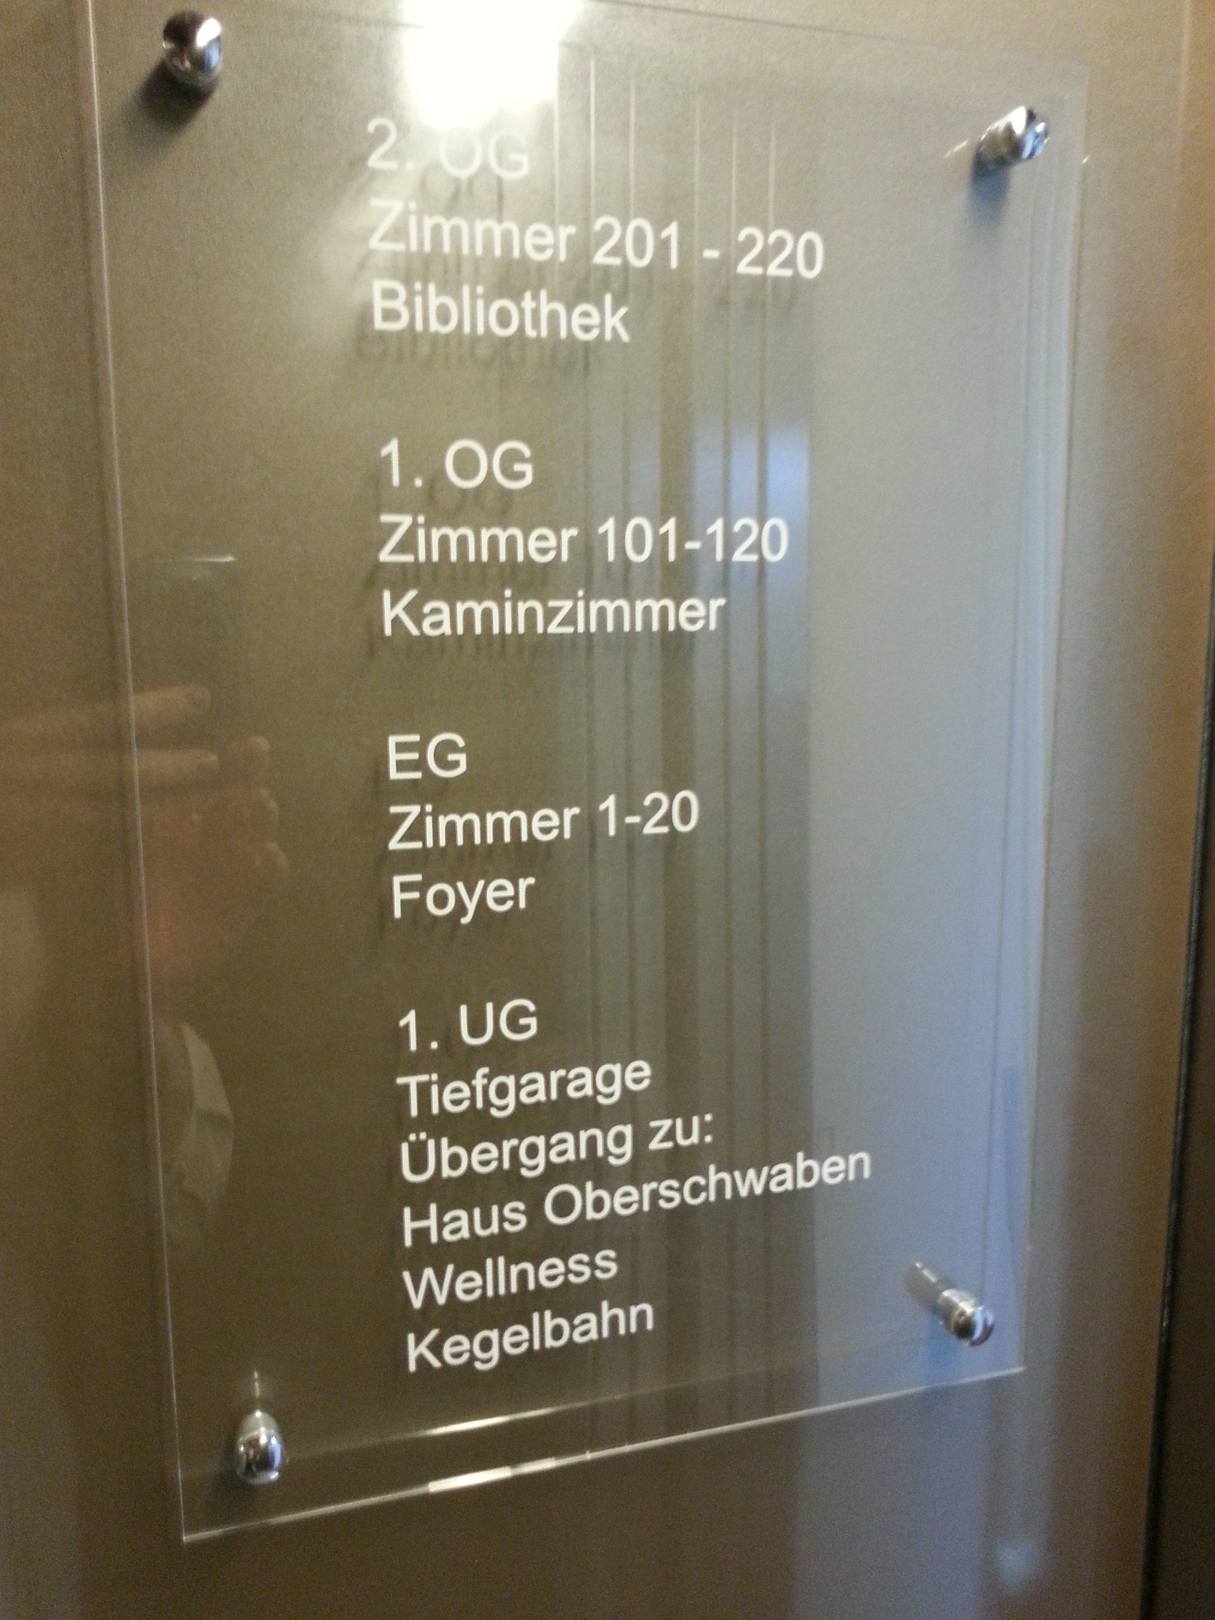 2. OG
Zimmer 201 - 220
Bibliothek
1. OG
Zimmer 101-120
Kaminzimmer
EG
Zimmer 1-20
Foyer
1. UG
Tiefgarage
Übergang zu:
Haus Oberschwaben
Wellness
Kegelbahn